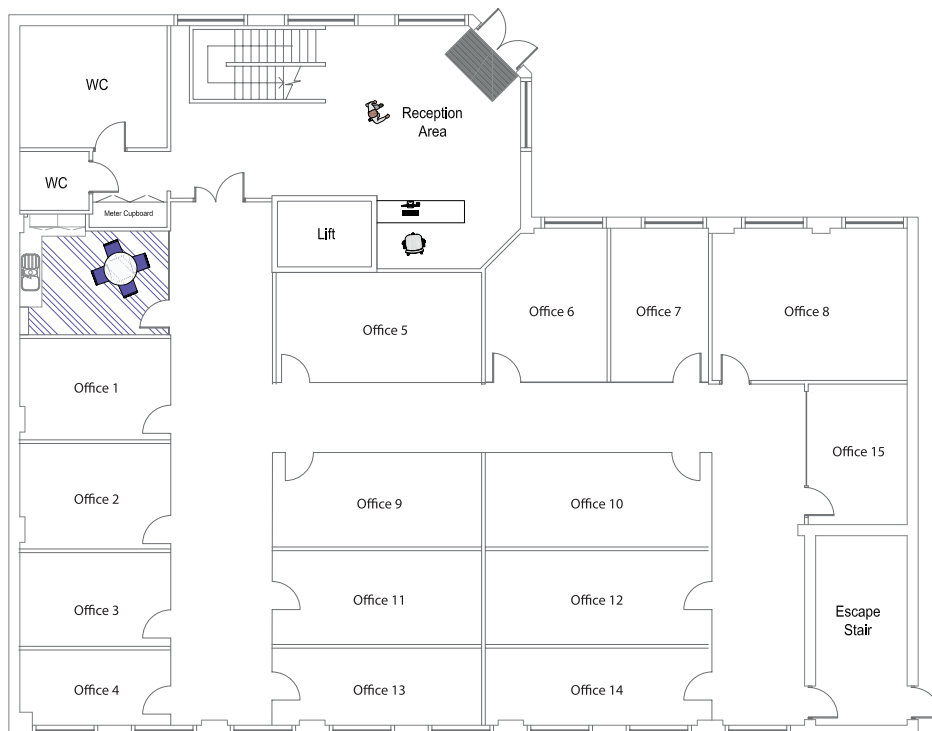 WC
Reception
Area
WC
Meter Cupboard
Lift
Office 6
Office 7
Office 8
Office 5
Office 1
Office 15
Office 2
Office 9
Office 10
Office 3
Office 11
Office 12
Escape
Stair
Office 4
Office 13
Office 14